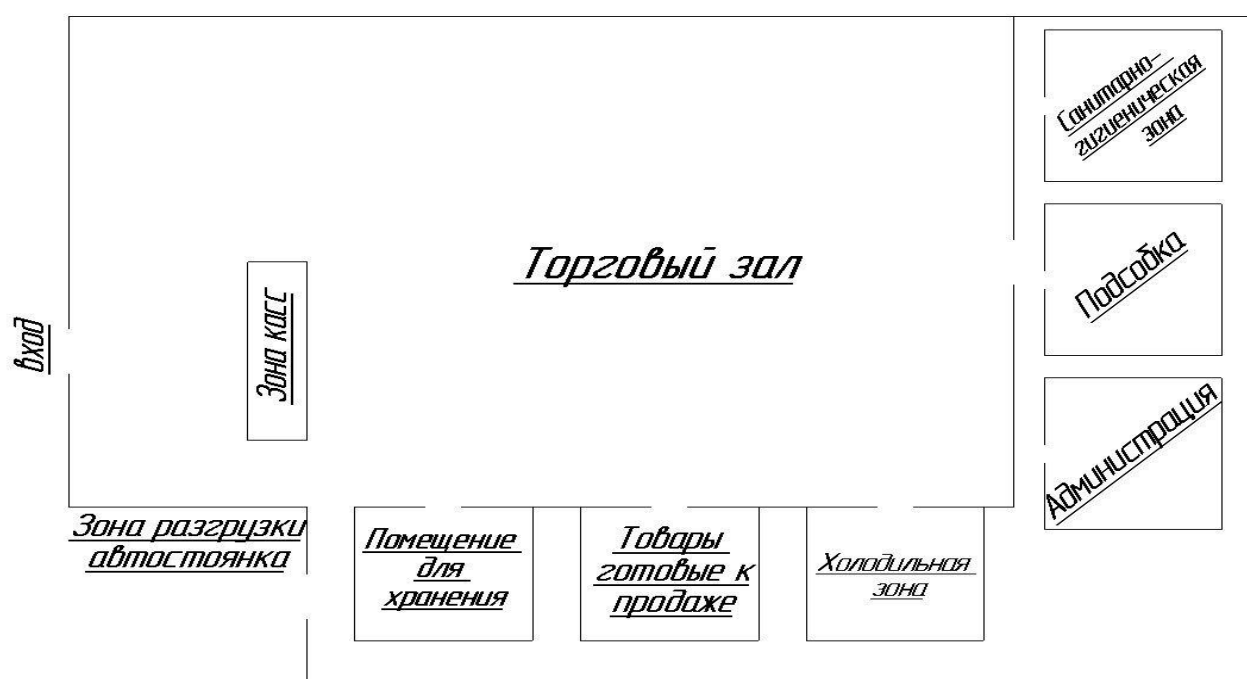 Санитарно-
гигиеническая
зона
Торговый зал
Подсобка
вход
Зона касс
Администрация
Зона разгрузки
автостоянка
Помещение
для
хранения
Товары
готовые к
продаже
Холодильная
зона